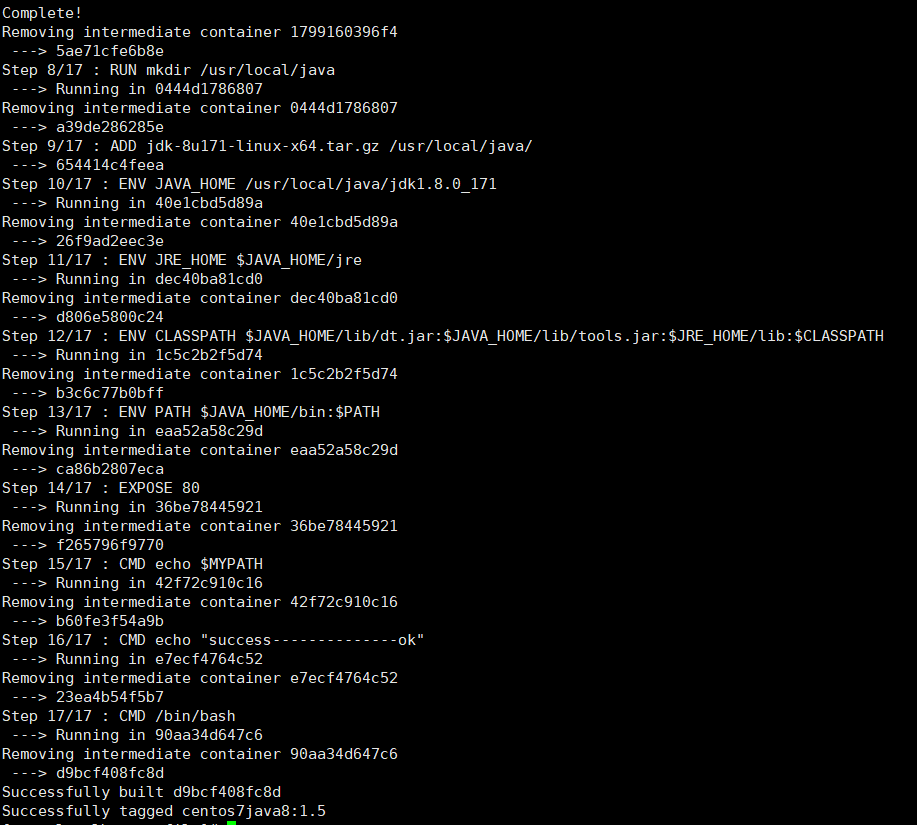 Complete!
Removing intermediate container 1799160396f4
 ---> 5ae71cfe6b8e
Step 8/17 : RUN mkdir /usr/local/java
 ---> Running in 0444d1786807
Removing intermediate container 0444d1786807
 ---> a39de286285e
Step 9/17 : ADD jdk-8u171-linux-x64.tar.gz /usr/local/java/
 ---> 654414c4feea
Step 10/17 : ENV JAVA_HOME /usr/local/java/jdk1.8.0_171
 ---> Running in 40e1cbd5d89a
Removing intermediate container 40e1cbd5d89a
 ---> 26f9ad2eec3e
Step 11/17 : ENV JRE_HOME $JAVA_HOME/jre
 ---> Running in dec40ba81cd0
Removing intermediate container dec40ba81cd0
 ---> d806e5800c24
Step 12/17 : ENV CLASSPATH $JAVA_HOME/lib/dt.jar:$JAVA_HOME/lib/tools.jar:$JRE_HOME/lib:$CLASSPATH
 ---> Running in 1c5c2b2f5d74
Removing intermediate container 1c5c2b2f5d74
 ---> b3c6c77b0bff
Step 13/17 : ENV PATH $JAVA_HOME/bin:$PATH
 ---> Running in eaa52a58c29d
Removing intermediate container eaa52a58c29d
 ---> ca86b2807eca
Step 14/17 : EXPOSE 80
 ---> Running in 36be78445921
Removing intermediate container 36be78445921
 ---> f265796f9770
Step 15/17 : CMD echo $MYPATH
 ---> Running in 42f72c910c16
Removing intermediate container 42f72c910c16
 ---> b60fe3f54a9b
Step 16/17 : CMD echo "success--------------ok"
 ---> Running in e7ecf4764c52
Removing intermediate container e7ecf4764c52
 ---> 23ea4b54f5b7
Step 17/17 : CMD /bin/bash
 ---> Running in 90aa34d647c6
Removing intermediate container 90aa34d647c6
 ---> d9bcf408fc8d
Successfully built d9bcf408fc8d
Successfully tagged centos7java8:1.5